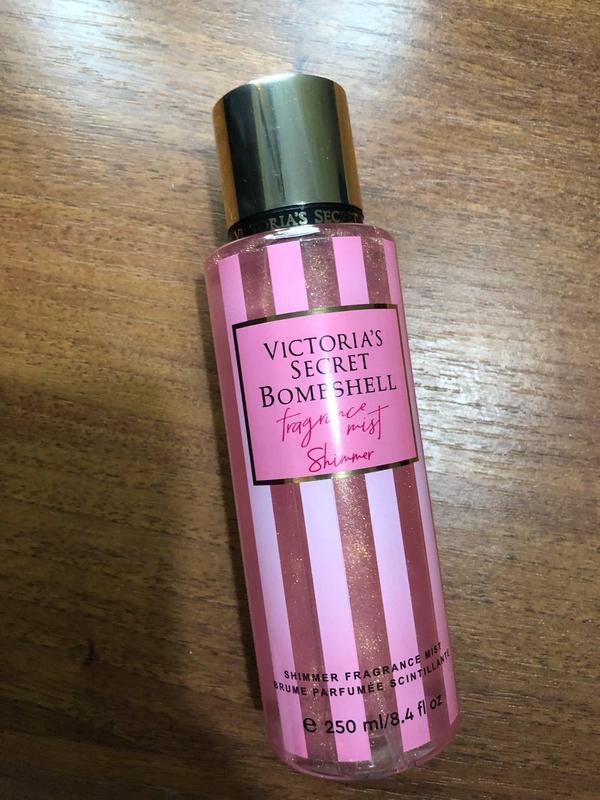 VICTORIA'S SECRET
VICTORIA'S
SECRET
BOMBSHELL
fragrance
mist
Shimmer
SHIMMER FRAGRANCE MIST
BRUME PARFUMÉE SCINTILLANTE
℮ 250 ml/8.4 fl oz